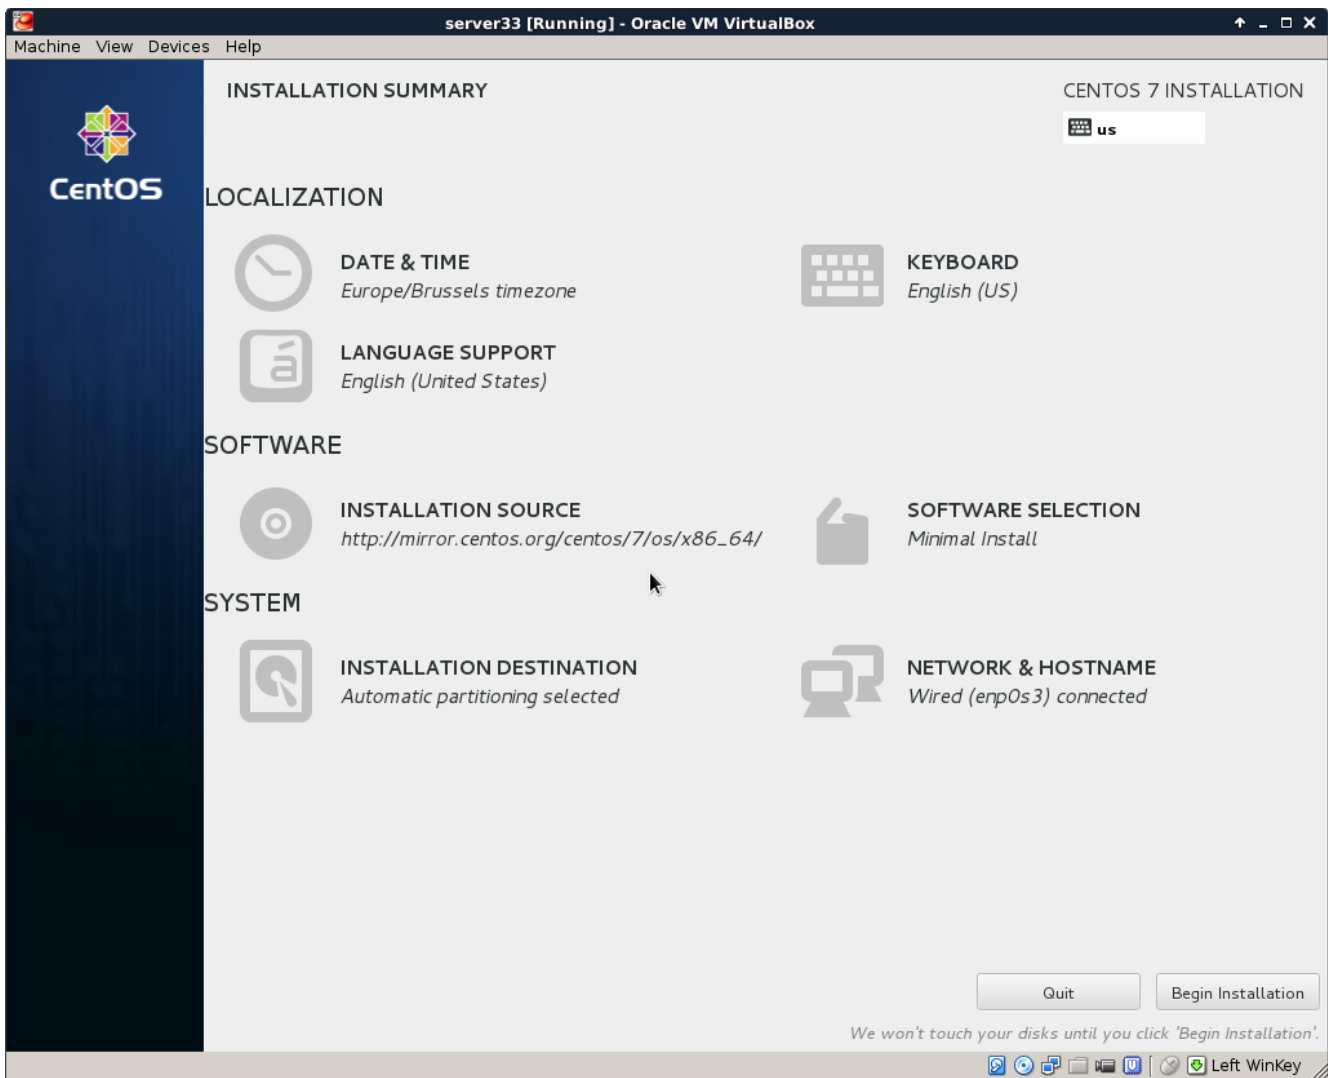 server33 [Running] - Oracle VM VirtualBox
Machine View Devices Help
INSTALLATION SUMMARY
CENTOS 7 INSTALLATION
us
CentOS
LOCALIZATION
DATE & TIME
Europe/Brussels timezone
KEYBOARD
English (US)
LANGUAGE SUPPORT
English (United States)
SOFTWARE
INSTALLATION SOURCE
http://mirror.centos.org/centos/7/os/x86_64/
SOFTWARE SELECTION
Minimal Install
SYSTEM
INSTALLATION DESTINATION
Automatic partitioning selected
NETWORK & HOSTNAME
Wired (enp0s3) connected
Quit
Begin Installation
We won't touch your disks until you click 'Begin Installation'.
Left WinKey